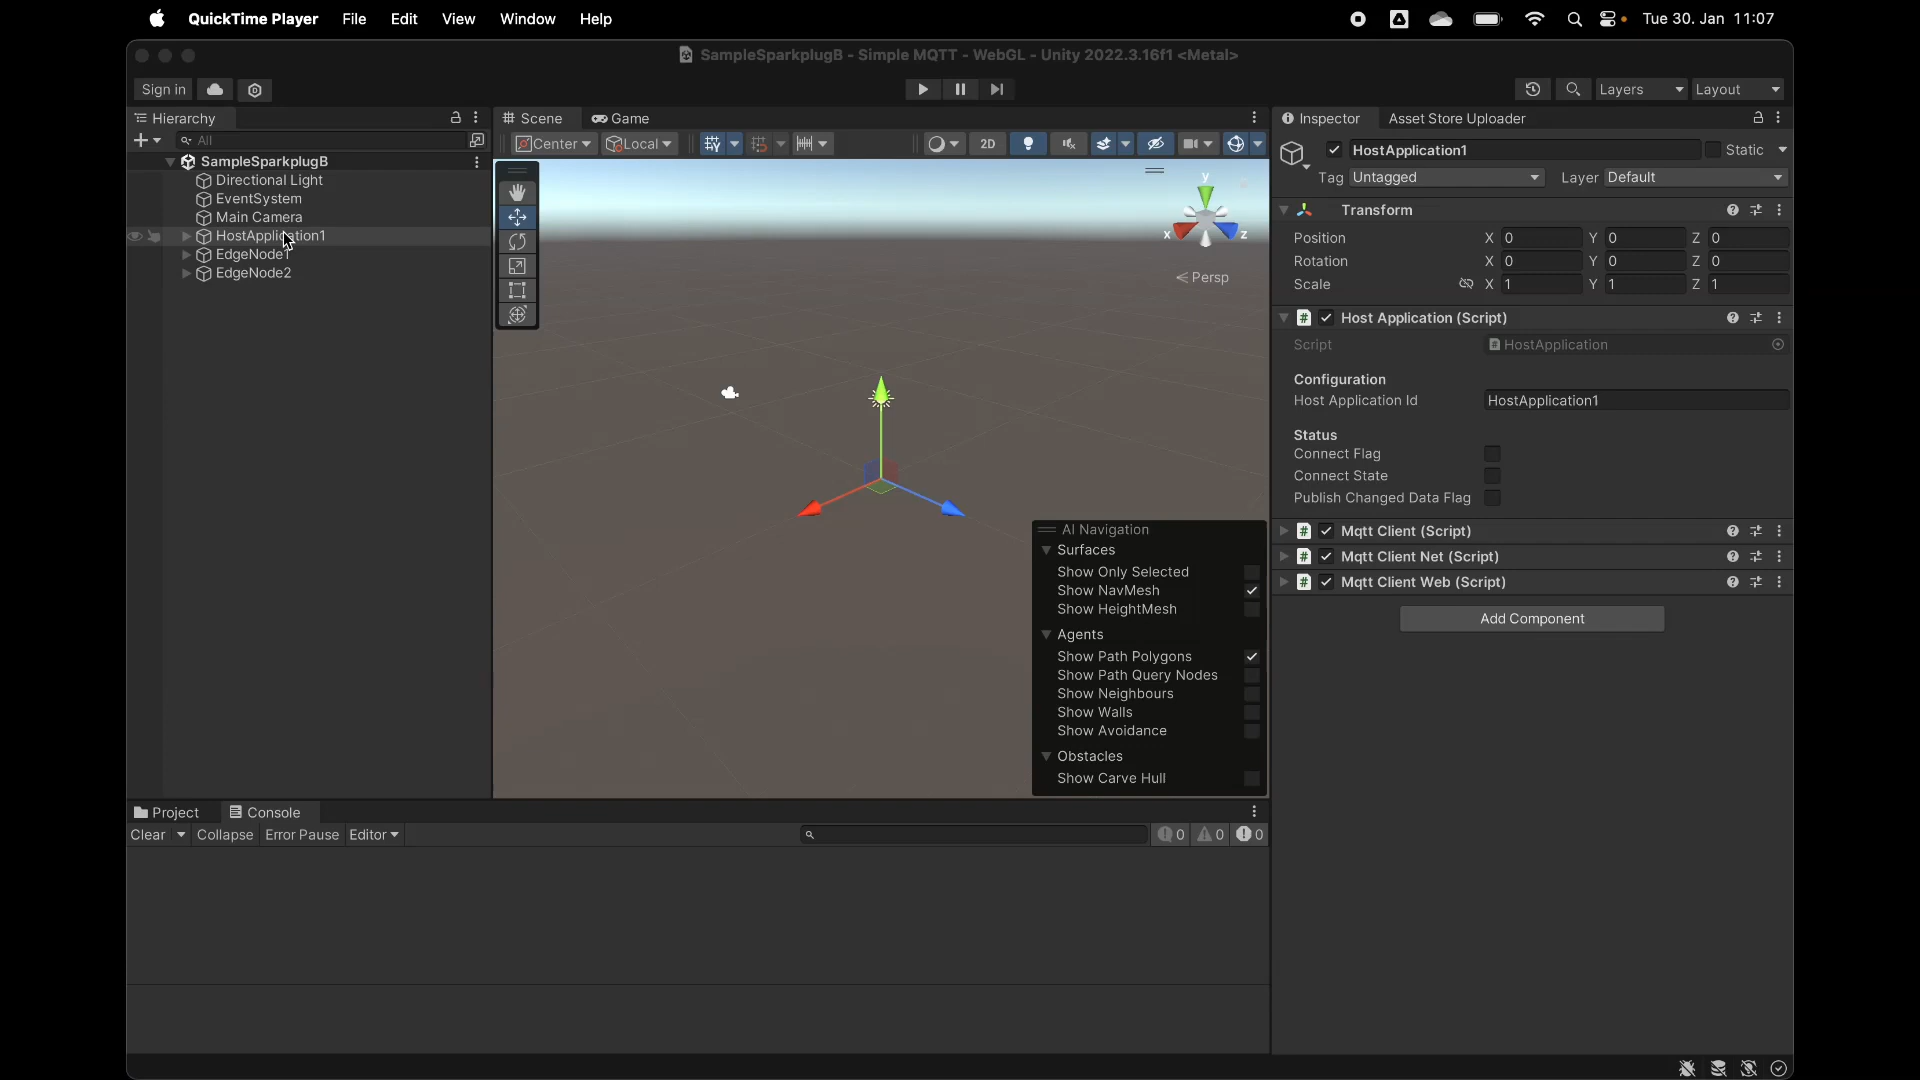 QuickTime Player File Edit View Window Help Tue 30. Jan 11:07
SampleSparkplugB - Simple MQTT - WebGL - Unity 2022.3.16f1 <Metal>
Sign in
Layers Layout
Hierarchy
All
SampleSparkplugB
Directional Light
EventSystem
Main Camera
HostApplication1
EdgeNode1
EdgeNode2
Scene Game
Center Local 2D
y
x z
Persp
AI Navigation
Surfaces
Show Only Selected
Show NavMesh
Show HeightMesh
Agents
Show Path Polygons
Show Path Query Nodes
Show Neighbours
Show Walls
Show Avoidance
Obstacles
Show Carve Hull
Inspector Asset Store Uploader
HostApplication1 Static
Tag Untagged Layer Default
Transform
Position X 0 Y 0 Z 0
Rotation X 0 Y 0 Z 0
Scale X 1 Y 1 Z 1
# Host Application (Script)
Script # HostApplication
Configuration
Host Application Id HostApplication1
Status
Connect Flag
Connect State
Publish Changed Data Flag
# Mqtt Client (Script)
# Mqtt Client Net (Script)
# Mqtt Client Web (Script)
Add Component
Project Console
Clear Collapse Error Pause Editor 0 0 0